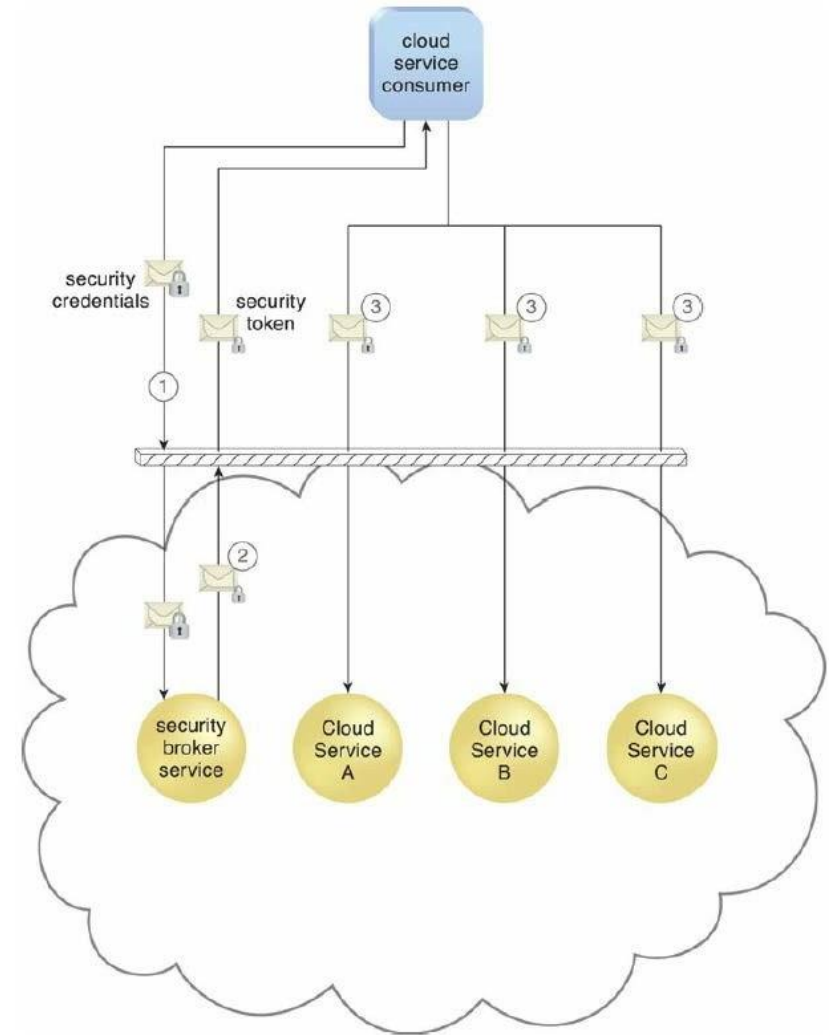 cloud
service
consumer
security
credentials
security
token
3
3
3
1
2
security
broker
service
Cloud
Service
A
Cloud
Service
B
Cloud
Service
C